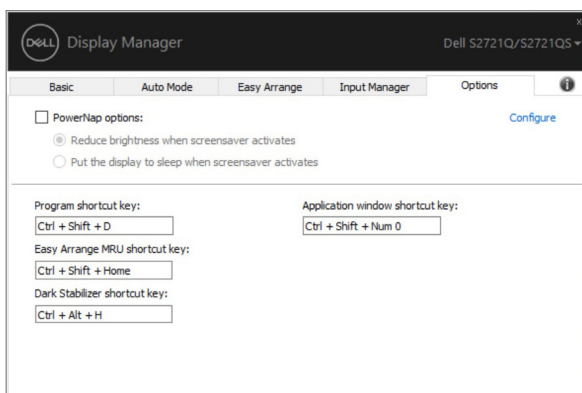 DELL Display Manager
Dell S2721Q/S2721QS
Basic
Auto Mode
Easy Arrange
Input Manager
Options
PowerNap options:
Configure
Reduce brightness when screensaver activates
Put the display to sleep when screensaver activates
Program shortcut key:
Application window shortcut key:
Ctrl + Shift + D
Ctrl + Shift + Num 0
Easy Arrange MRU shortcut key:
Ctrl + Shift + Home
Dark Stabilizer shortcut key:
Ctrl + Alt + H